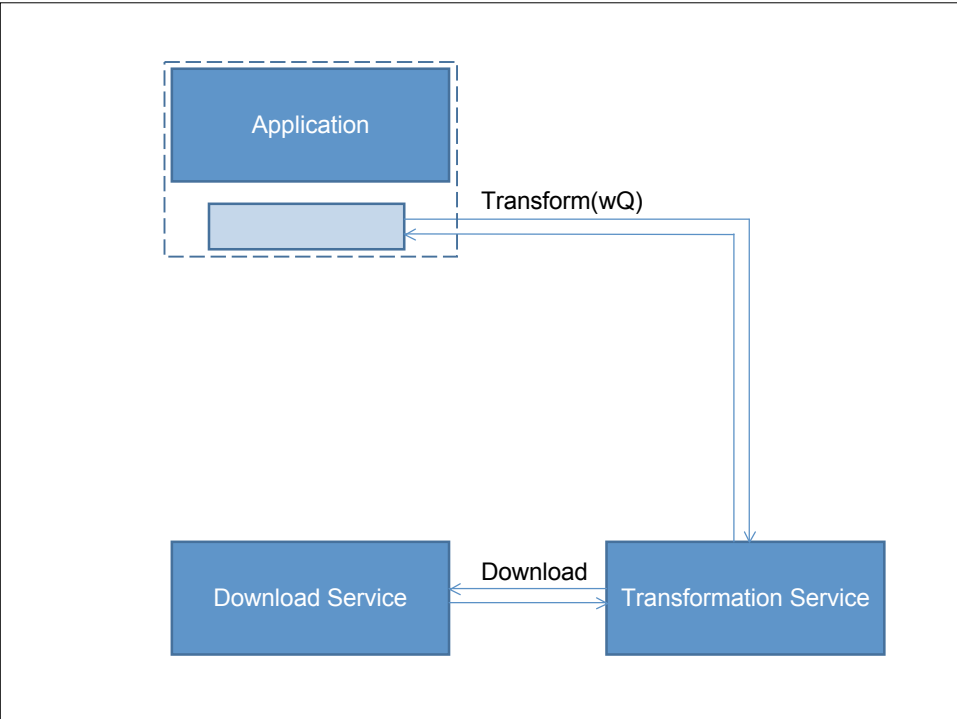 Application
Transform(wQ)
Download
Download Service
Transformation Service